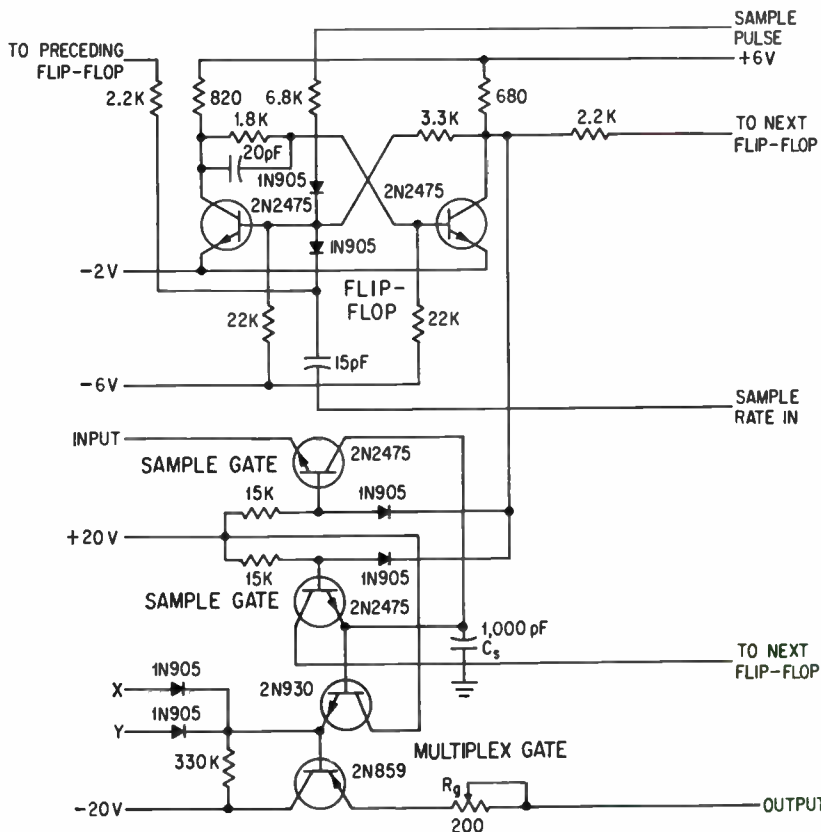 SAMPLE
PULSE
TO PRECEDING
FLIP-FLOP
+6V
2.2K
820
6.8K
680
1.8K
3.3K
2.2K
TO NEXT
FLIP-FLOP
20pF
1N905
2N2475
2N2475
1N905
-2V
FLIP-
FLOP
22K
22K
15pF
-6V
SAMPLE
RATE IN
INPUT
SAMPLE GATE
2N2475
15K
1N905
+20V
15K
1N905
SAMPLE GATE
2N2475
1,000 pF
Cs
TO NEXT
FLIP-FLOP
1N905
X
2N930
1N905
Y
330K
MULTIPLEX GATE
2N859
Rg
-20V
OUTPUT
200